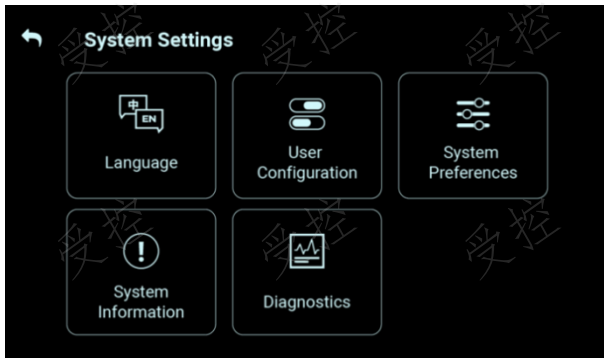 System Settings
中
EN
Language
User
Configuration
System
Preferences
System
Information
Diagnostics
受控
受控
受控
受控
受控
受控